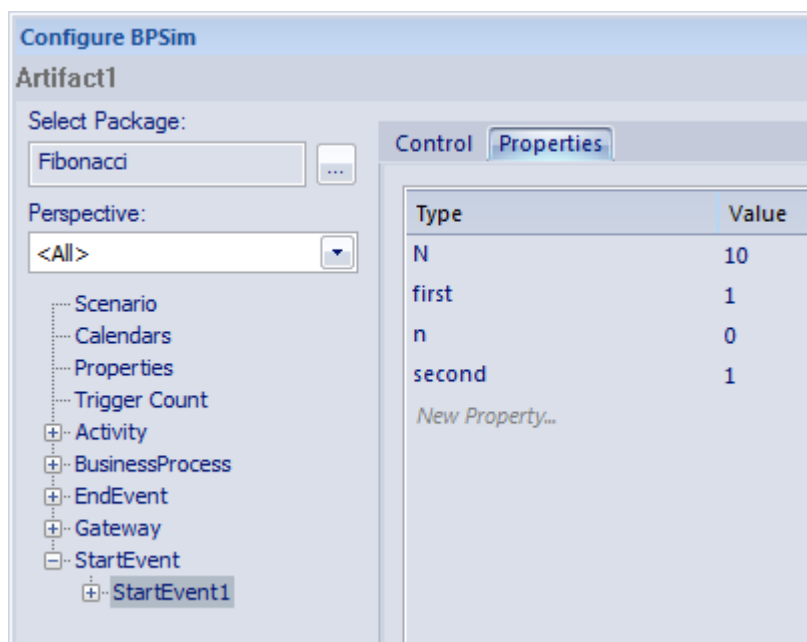 Configure BPSim
Artifact1
Select Package:
Fibonacci
...
Perspective:
<All>
Scenario
Calendars
Properties
Trigger Count
Activity
BusinessProcess
EndEvent
Gateway
StartEvent
StartEvent1
Control Properties
Type Value
N 10
first 1
n 0
second 1
New Property...